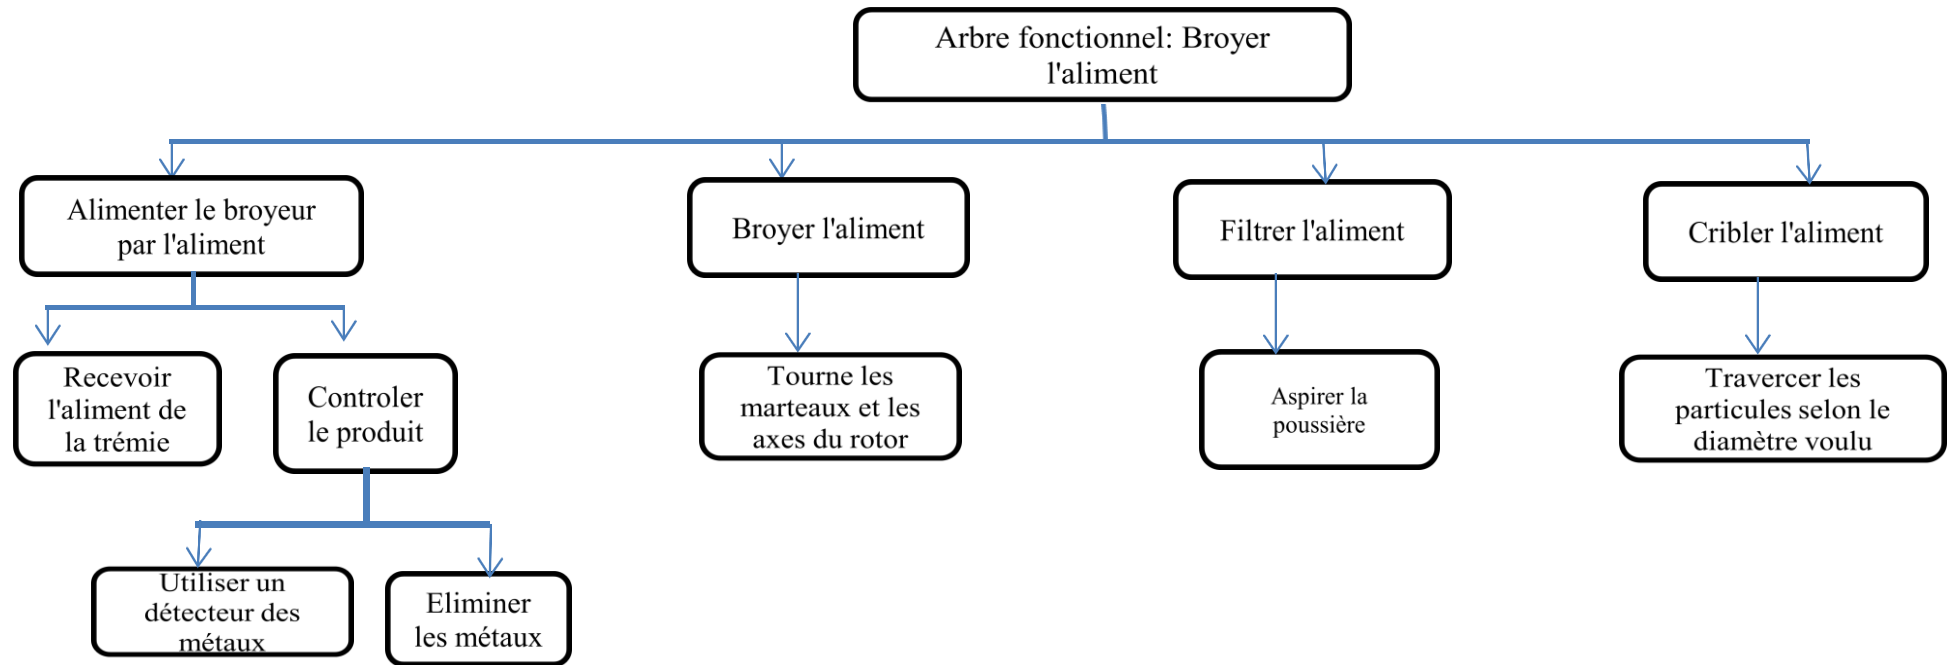 Arbre fonctionnel: Broyer
l'aliment
Alimenter le broyeur
par l'aliment
Broyer l'aliment
Filtrer l'aliment
Cribler l'aliment
Recevoir
l'aliment de
la trémie
Controler
le produit
Tourne les
marteaux et les
axes du rotor
Aspirer la
poussière
Travercer les
particules selon le
diamètre voulu
Utiliser un
détecteur des
métaux
Eliminer
les métaux